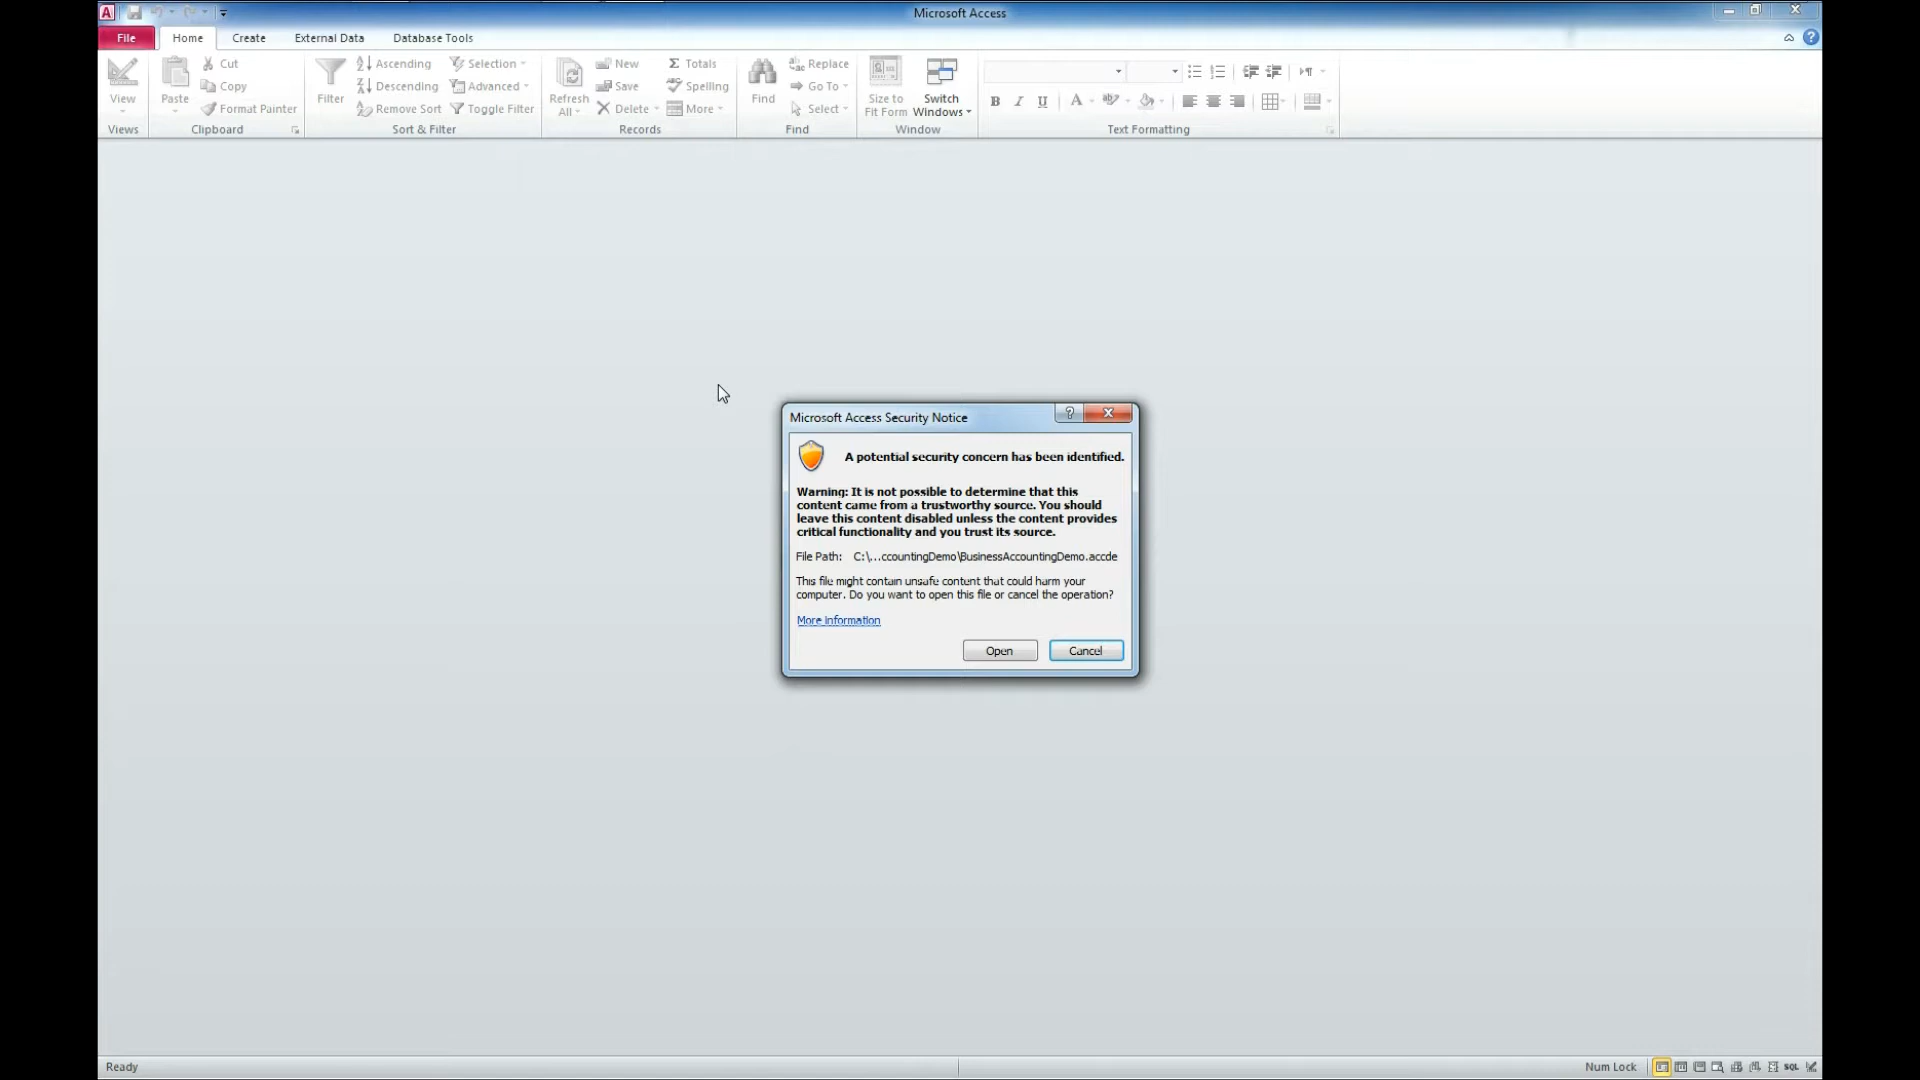 Microsoft Access
File Home Create External Data Database Tools
View
Views
Paste
Cut
Copy
Format Painter
Clipboard
Filter
Ascending
Descending
Remove Sort
Selection
Advanced
Toggle Filter
Sort & Filter
Refresh
All
New
Save
Delete
Totals
Spelling
More
Records
Find
Replace
Go To
Select
Find
Size to
Fit Form
Switch
Windows
Window
B I U A
Text Formatting
Microsoft Access Security Notice
A potential security concern has been identified.
Warning: It is not possible to determine that this
content came from a trustworthy source. You should
leave this content disabled unless the content provides
critical functionality and you trust its source.
File Path: C:\...ccountingDemo\BusinessAccountingDemo.accde
This file might contain unsafe content that could harm your
computer. Do you want to open this file or cancel the operation?
More information
Open Cancel
Ready
Num Lock
SQL